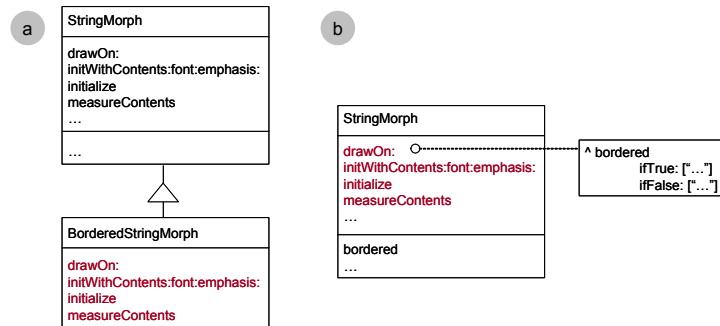 a
StringMorph
drawOn:
initWithContents:font:emphasis:
initialize
measureContents
…
…
BorderedStringMorph
drawOn:
initWithContents:font:emphasis:
initialize
measureContents
b
StringMorph
drawOn:
initWithContents:font:emphasis:
initialize
measureContents
…
bordered
…
^ bordered
ifTrue: [“…”]
ifFalse: [“…”]